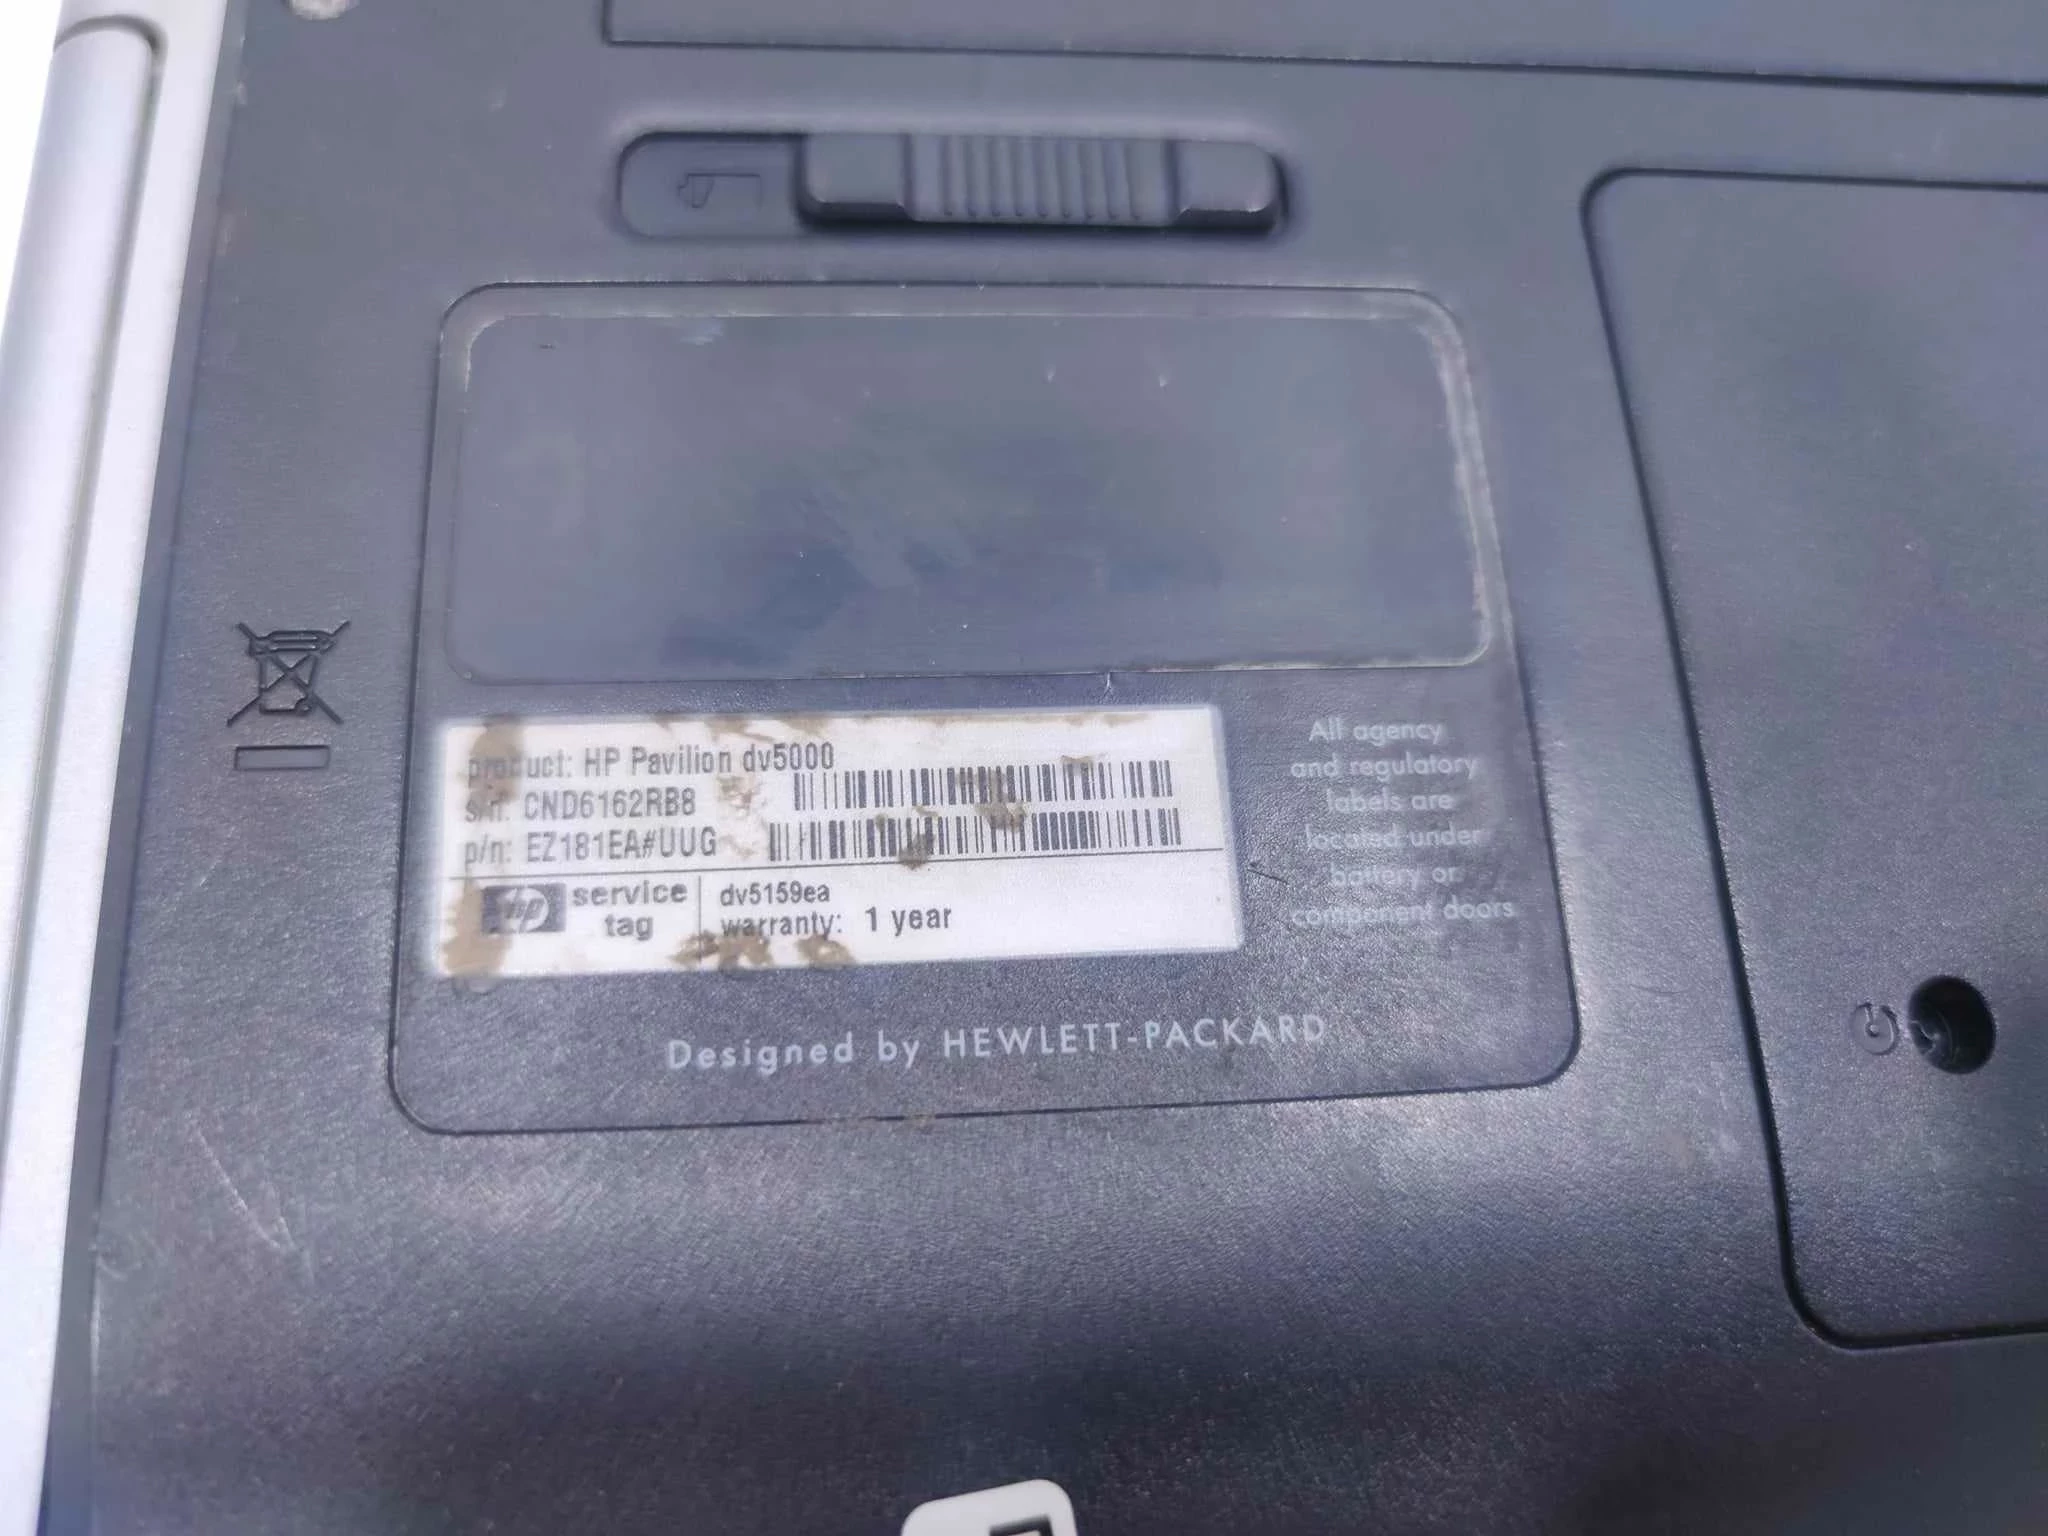 product: HP Pavilion dv5000
s/n: CND6162RB8
p/n: EZ181EA#UUG
hp service tag
dv5159ea
warranty: 1 year
All agency
and regulatory
labels are
located under
battery or
component doors
Designed by HEWLETT-PACKARD